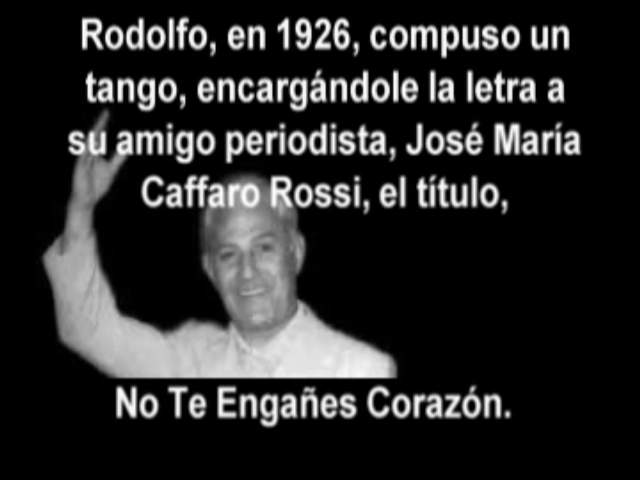 Rodolfo, en 1926, compuso un
tango, encargándole la letra a
su amigo periodista, José María
Caffaro Rossi, el título,
No Te Engañes Corazón.